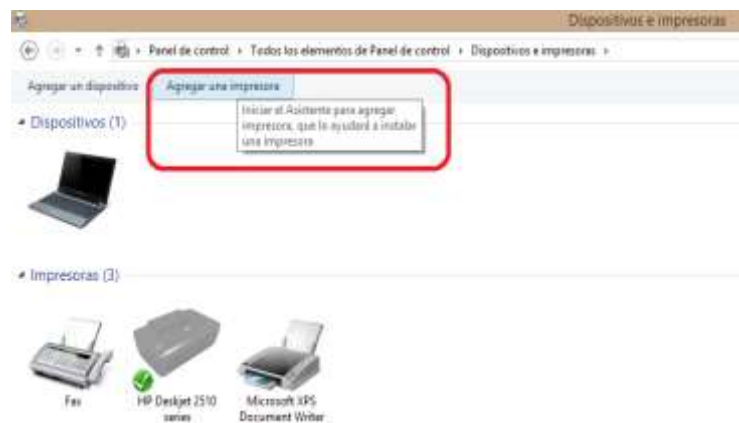 Dispositivos e impresoras
Panel de control ▸ Todos los elementos de Panel de control ▸ Dispositivos e impresoras ▸
Agregar un dispositivo Agregar una impresora
Iniciar el Asistente para agregar
impresora, que le ayudará a instalar
una impresora
Dispositivos (1)
Impresoras (3)
Fax
HP Deskjet 2510
series
Microsoft XPS
Document Writer